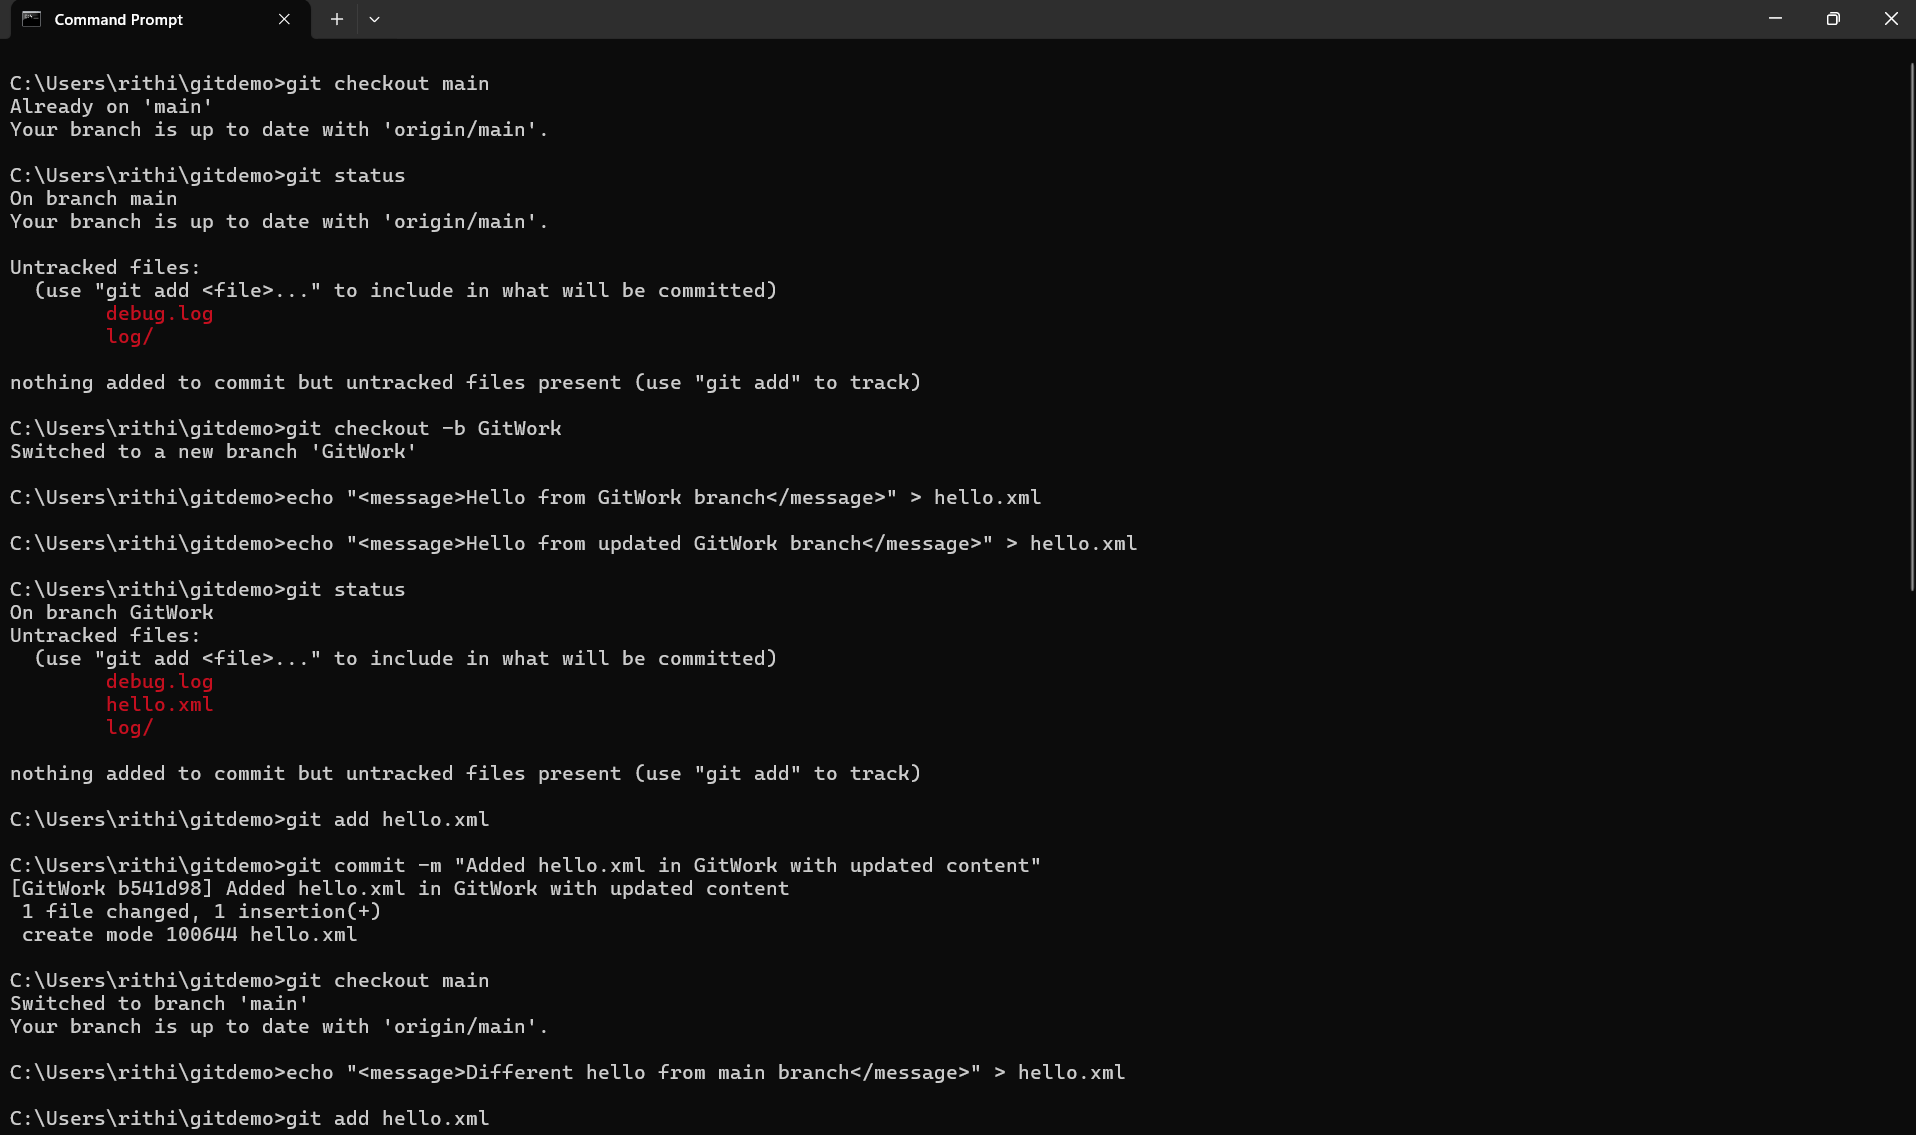 Command Prompt
C:\Users\rithi\gitdemo>git checkout main
Already on 'main'
Your branch is up to date with 'origin/main'.
C:\Users\rithi\gitdemo>git status
On branch main
Your branch is up to date with 'origin/main'.
Untracked files:
  (use "git add <file>..." to include in what will be committed)
        debug.log
        log/
nothing added to commit but untracked files present (use "git add" to track)
C:\Users\rithi\gitdemo>git checkout -b GitWork
Switched to a new branch 'GitWork'
C:\Users\rithi\gitdemo>echo "<message>Hello from GitWork branch</message>" > hello.xml
C:\Users\rithi\gitdemo>echo "<message>Hello from updated GitWork branch</message>" > hello.xml
C:\Users\rithi\gitdemo>git status
On branch GitWork
Untracked files:
  (use "git add <file>..." to include in what will be committed)
        debug.log
        hello.xml
        log/
nothing added to commit but untracked files present (use "git add" to track)
C:\Users\rithi\gitdemo>git add hello.xml
C:\Users\rithi\gitdemo>git commit -m "Added hello.xml in GitWork with updated content"
[GitWork b541d98] Added hello.xml in GitWork with updated content
 1 file changed, 1 insertion(+)
 create mode 100644 hello.xml
C:\Users\rithi\gitdemo>git checkout main
Switched to branch 'main'
Your branch is up to date with 'origin/main'.
C:\Users\rithi\gitdemo>echo "<message>Different hello from main branch</message>" > hello.xml
C:\Users\rithi\gitdemo>git add hello.xml